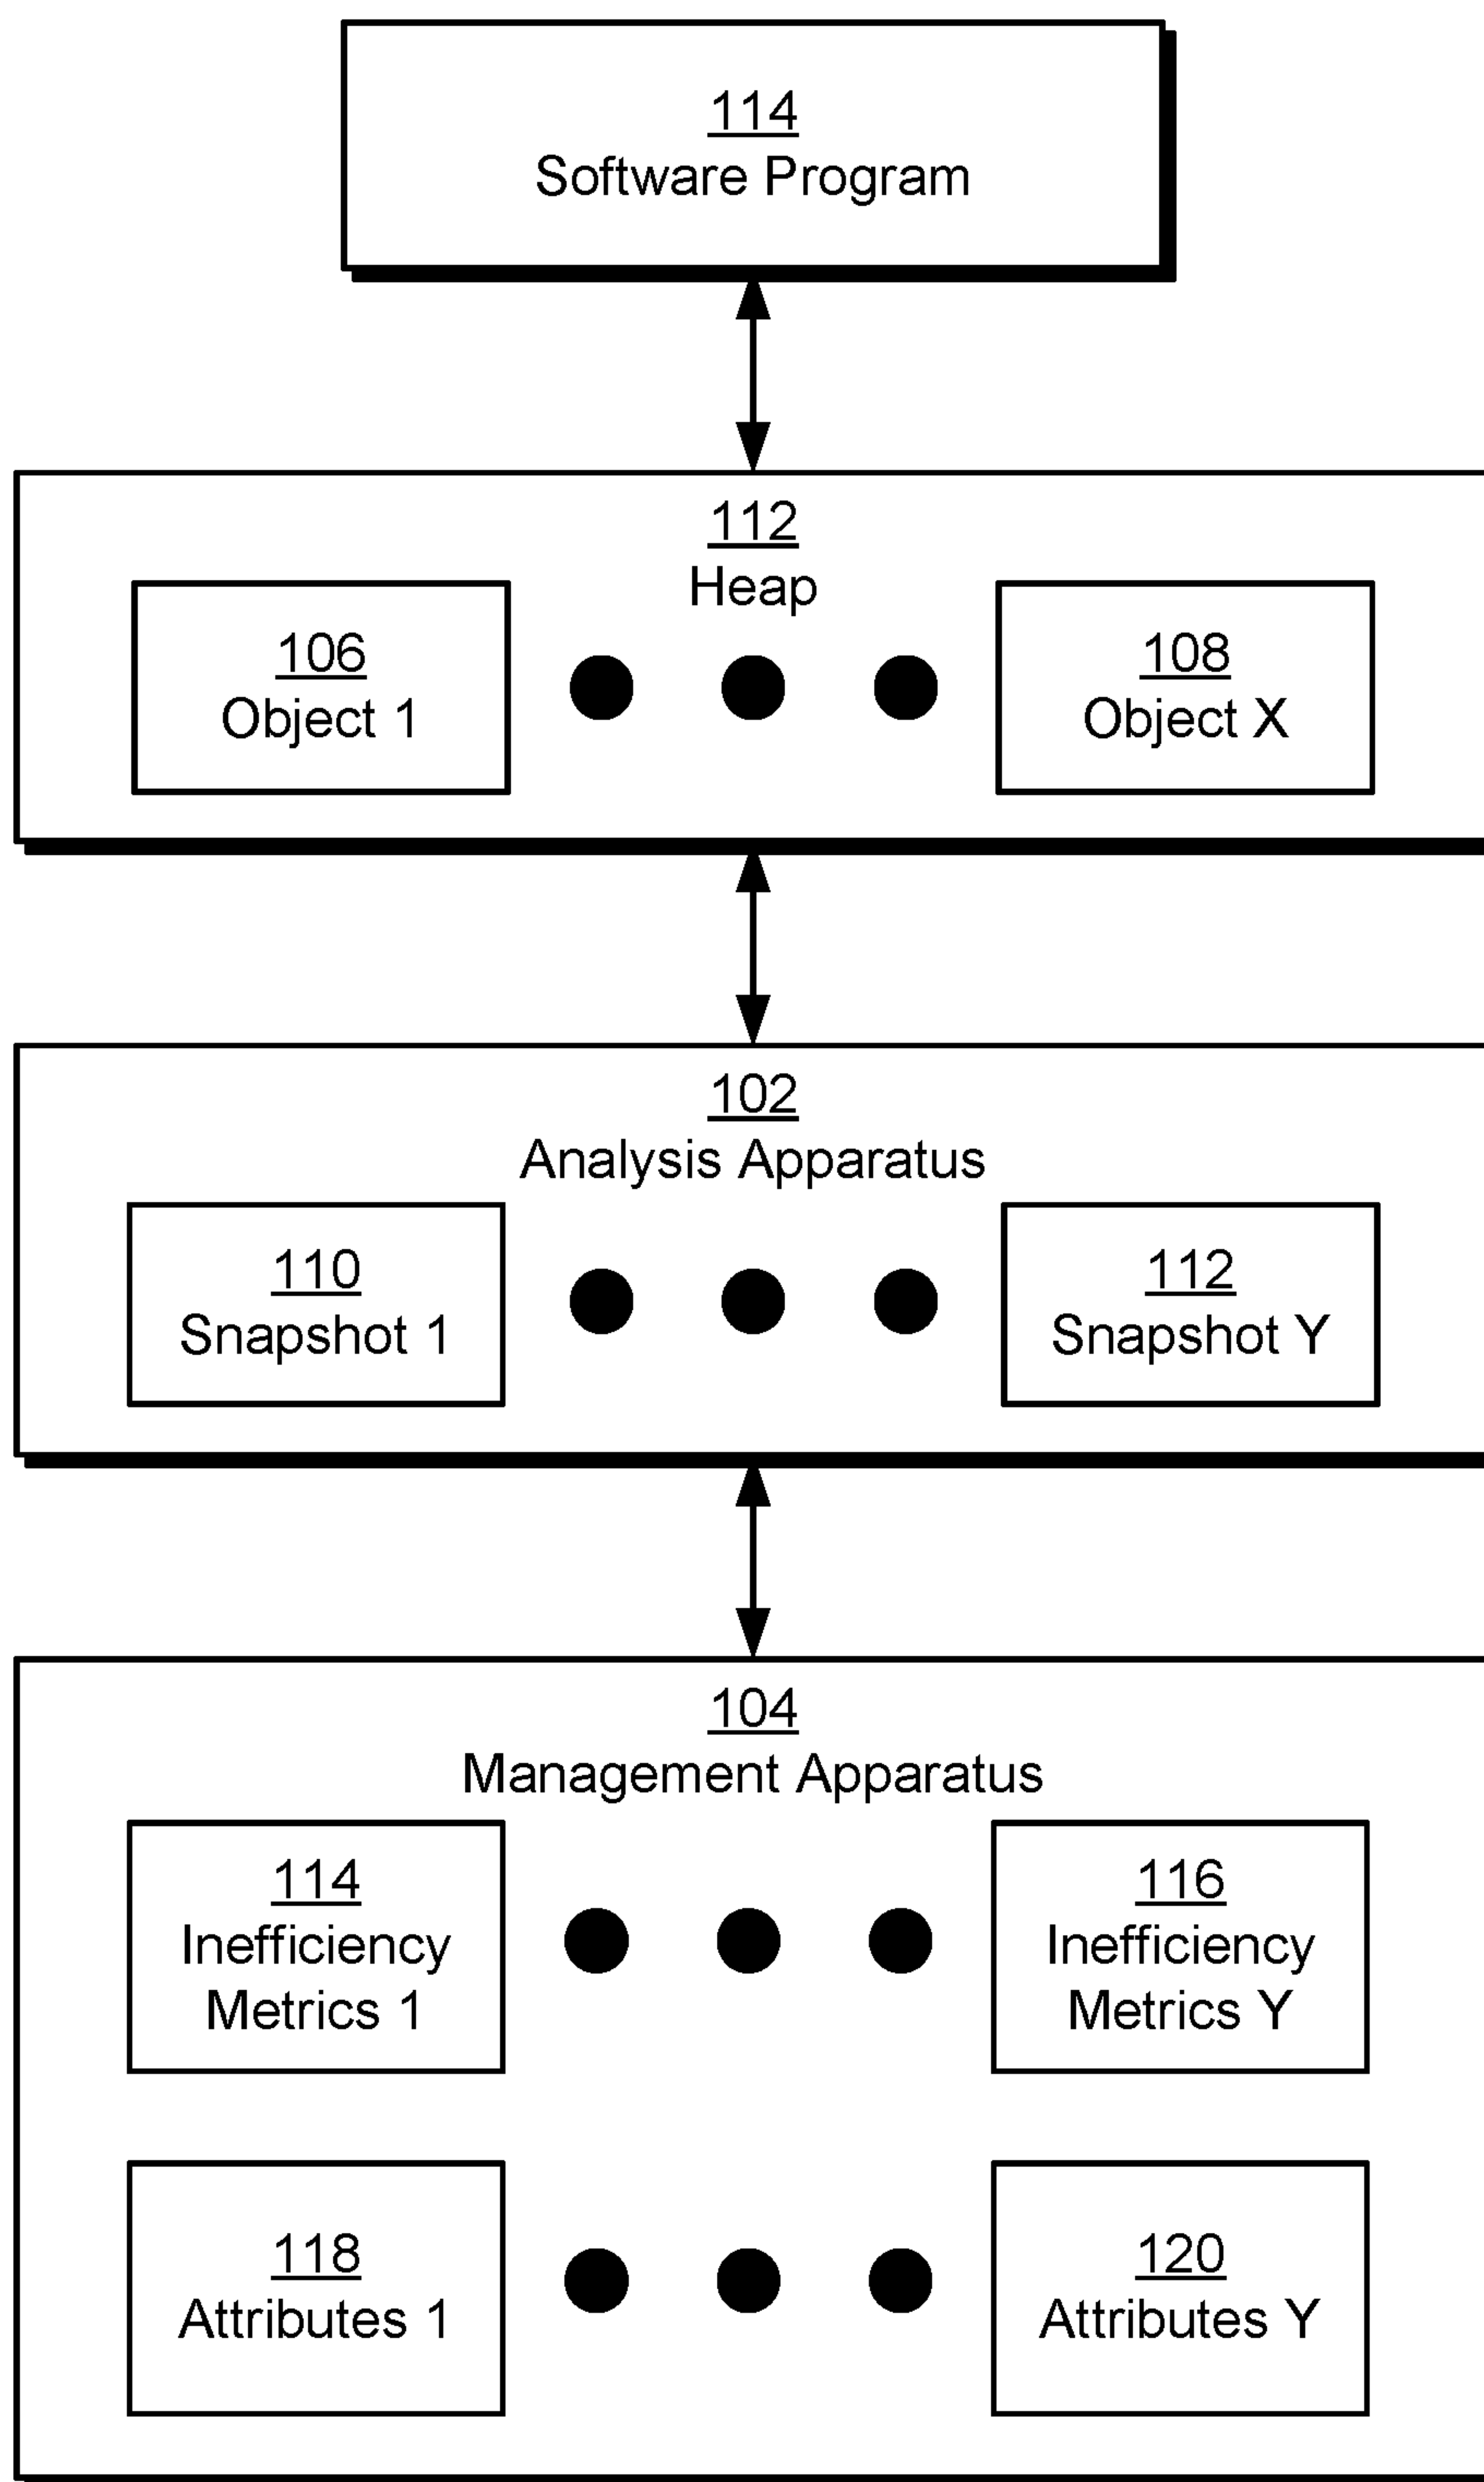 114
Software Program
112
Heap
106
Object 1
108
Object X
102
Analysis Apparatus
110
Snapshot 1
112
Snapshot Y
104
Management Apparatus
114
Inefficiency
Metrics 1
116
Inefficiency
Metrics Y
118
Attributes 1
120
Attributes Y